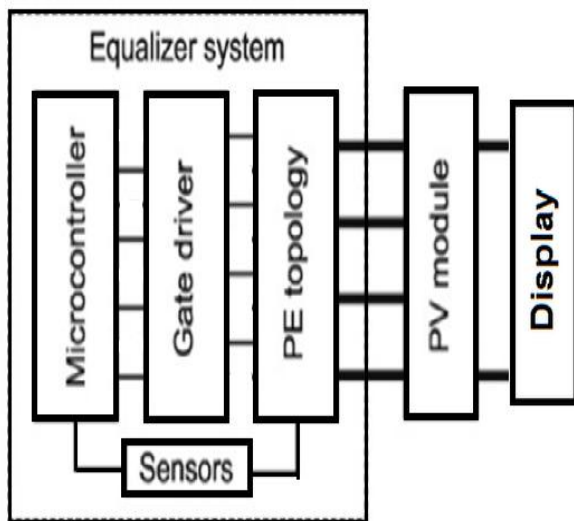 Equalizer system
Microcontroller
Gate driver
PE topology
PV module
Display
Sensors